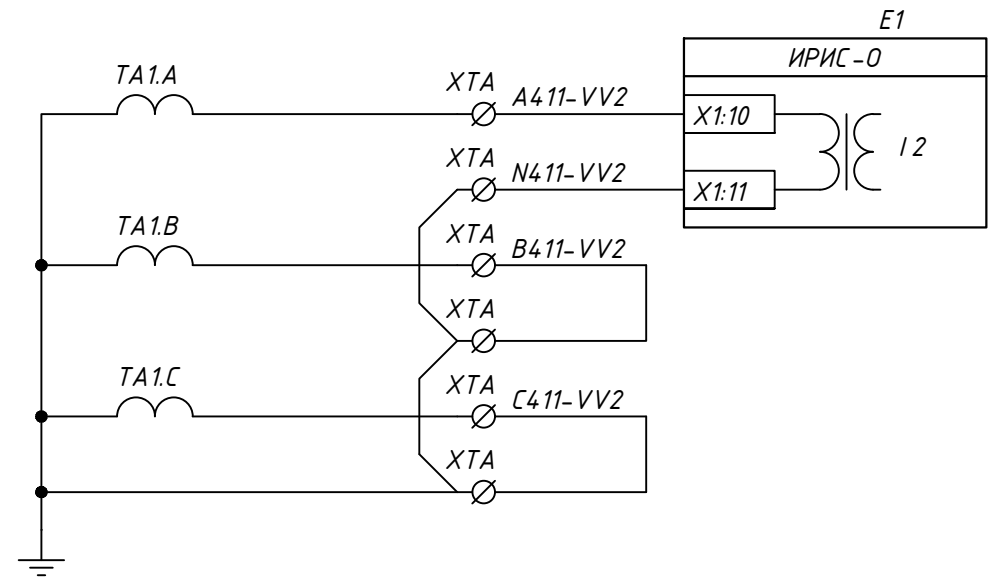 E1
ИРИС-О
TA1.A
XTA
A411-VV2
X1:10
I2
XTA
N411-VV2
X1:11
TA1.B
XTA
B411-VV2
XTA
TA1.C
XTA
C411-VV2
XTA